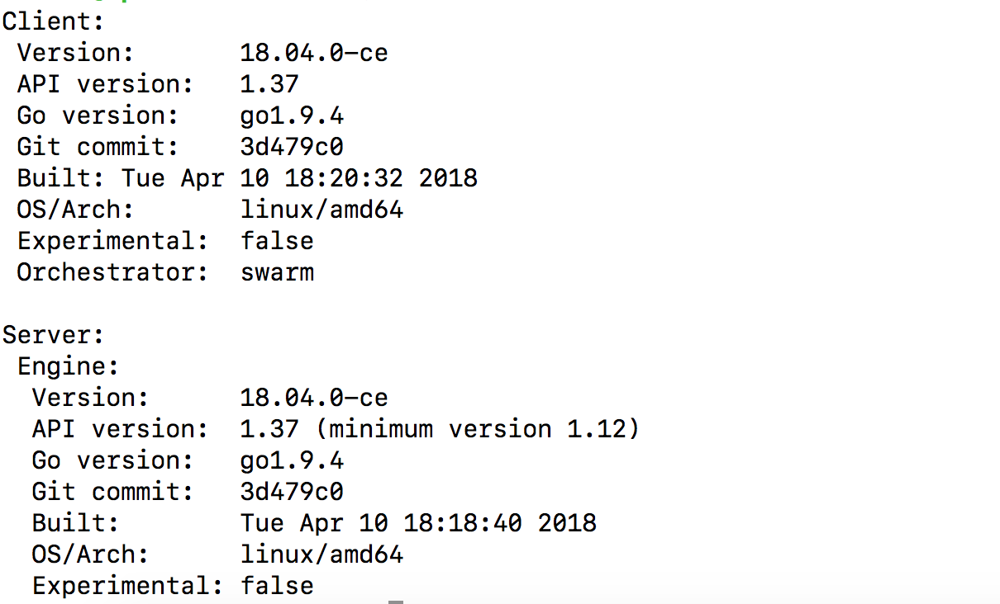 Client:
 Version:       18.04.0-ce
 API version:   1.37
 Go version:    go1.9.4
 Git commit:    3d479c0
 Built: Tue Apr 10 18:20:32 2018
 OS/Arch:       linux/amd64
 Experimental:  false
 Orchestrator:  swarm

Server:
 Engine:
  Version:      18.04.0-ce
  API version:  1.37 (minimum version 1.12)
  Go version:   go1.9.4
  Git commit:   3d479c0
  Built:        Tue Apr 10 18:18:40 2018
  OS/Arch:      linux/amd64
  Experimental: false